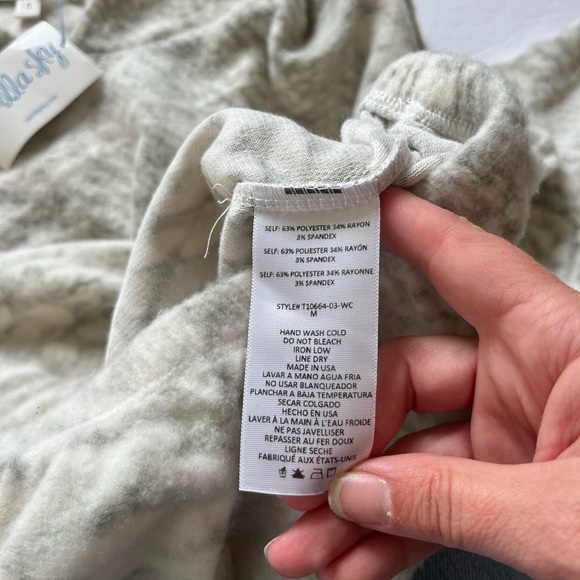 SELF: 63% POLYESTER 34% RAYON
3% SPANDEX
SELF: 63% POLIESTER 34% RAYÓN
3% SPANDEX
SELF: 63% POLYESTER 34% RAYONNE
3% SPANDEX
STYLE# T10664-03-WC
M
HAND WASH COLD
DO NOT BLEACH
IRON LOW
LINE DRY
MADE IN USA
LAVAR A MANO AGUA FRIA
NO USAR BLANQUEADOR
PLANCHAR A BAJA TEMPERATURA
SECAR COLGADO
HECHO EN USA
LAVER À LA MAIN À L'EAU FROIDE
NE PAS JAVELLISER
REPASSER AU FER DOUX
LIGNE SECHE
FABRIQUÉ AUX ÉTATS-UNIS